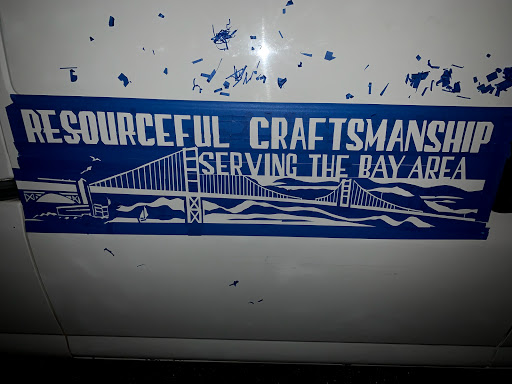 RESOURCEFUL CRAFTSMANSHIP
SERVING THE BAY AREA